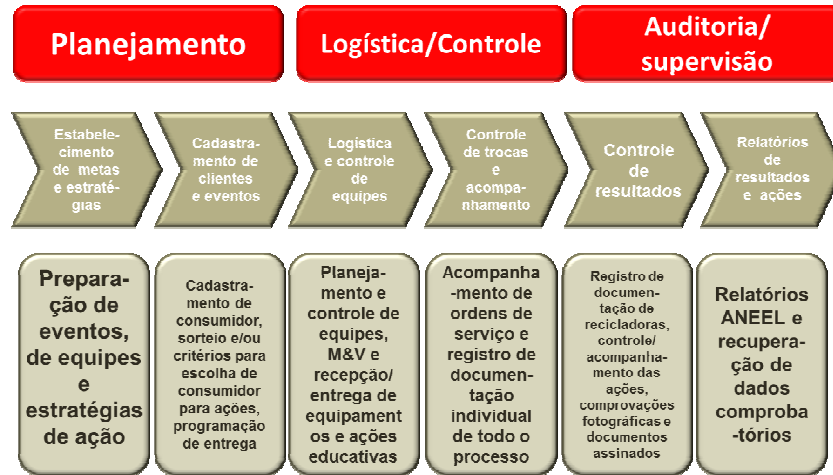 Planejamento
Logística/Controle
Auditoria/
supervisão
Estabele-
cimento
de metas
e estraté-
gias
Cadastra-
mento de
clientes
e eventos
Logística
e controle
de
equipes
Controle
de trocas
e
acompa-
nhamento
Controle
de
resultados
Relatórios
de
resultados
e ações
Prepara-
ção de
eventos,
de equipes
e
estratégias
de ação
Cadastra-
mento de
consumidor,
sorteio e/ou
critérios para
escolha de
consumidor
para ações,
programação
de entrega
Planeja-
mento e
controle de
equipes,
M&V e
recepção/
entrega de
equipament
os e ações
educativas
Acompanha
-mento de
ordens de
serviço e
registro de
documen-
tação
individual
de todo o
processo
Registro de
documen-
tação de
recicladoras,
controle/
acompanha-
mento das
ações,
comprovações
fotográficas e
documentos
assinados
Relatórios
ANEEL e
recupera-
ção de
dados
comproba
-tórios